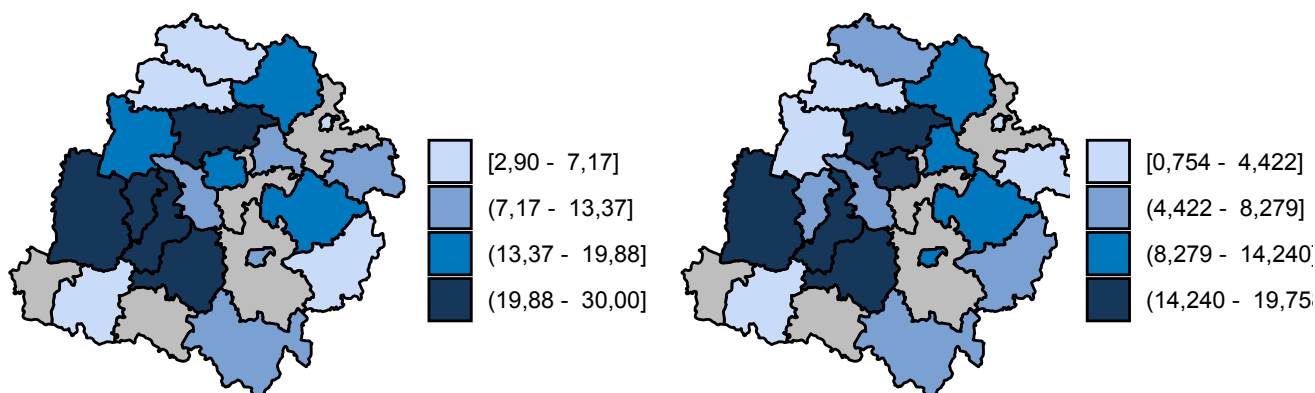 [2,90 - 7,17]
(7,17 - 13,37]
(13,37 - 19,88]
(19,88 - 30,00]
[0,754 - 4,422]
(4,422 - 8,279]
(8,279 - 14,240]
(14,240 - 19,758